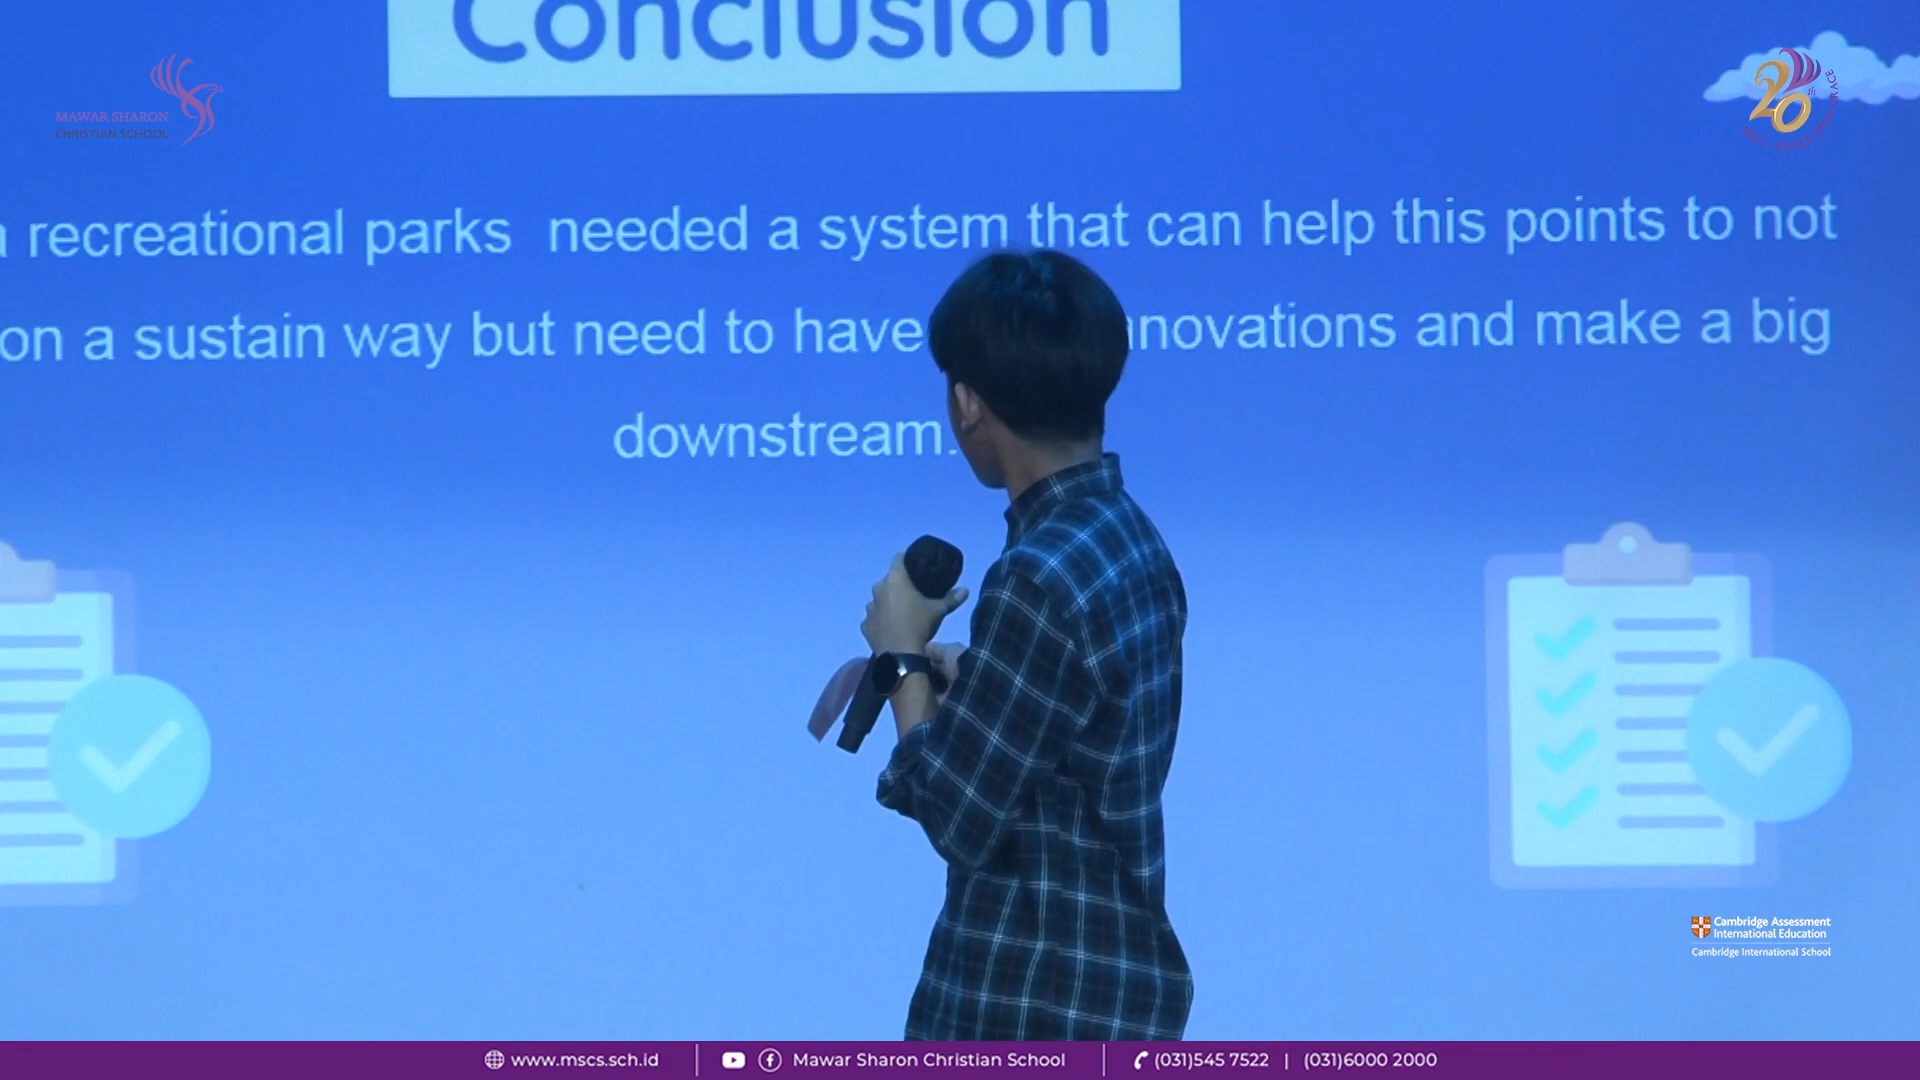 Conclusion
MAWAR SHARON
CHRISTIAN SCHOOL
20th
recreational parks needed a system that can help this points to not
on a sustain way but need to have nnovations and make a big
downstream.
Cambridge Assessment
International Education
Cambridge International School
www.mscs.sch.id
Mawar Sharon Christian School
(031)545 7522 | (031)6000 2000